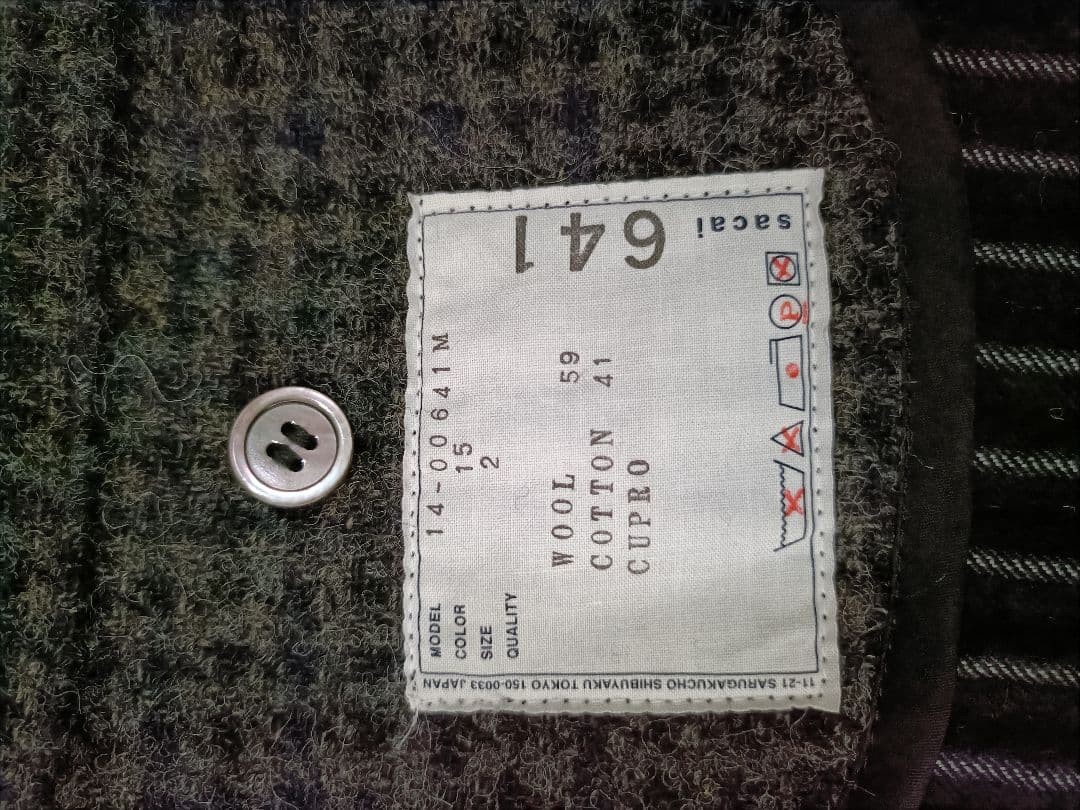 MODEL 14-00641M
COLOR 15
SIZE 2
QUALITY
WOOL 59
COTTON 41
CUPRO
641
sacai
P
11-21 SARUGAKUCHO SHIBUYAKU TOKYO 150-0033 JAPAN